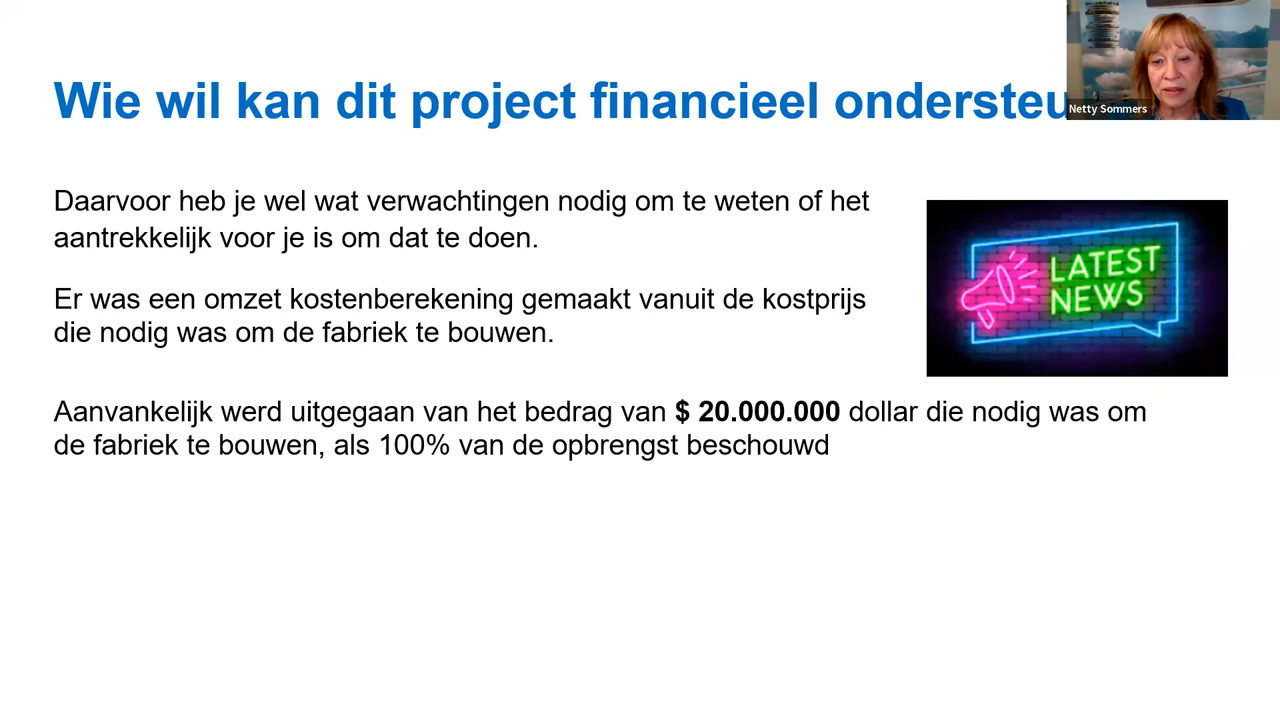 Wie wil kan dit project financieel ondersteu
Netty Sommers
Daarvoor heb je wel wat verwachtingen nodig om te weten of het
aantrekkelijk voor je is om dat te doen.
LATEST
NEWS
Er was een omzet kostenberekening gemaakt vanuit de kostprijs
die nodig was om de fabriek te bouwen.
Aanvankelijk werd uitgegaan van het bedrag van $ 20.000.000 dollar die nodig was om
de fabriek te bouwen, als 100% van de opbrengst beschouwd